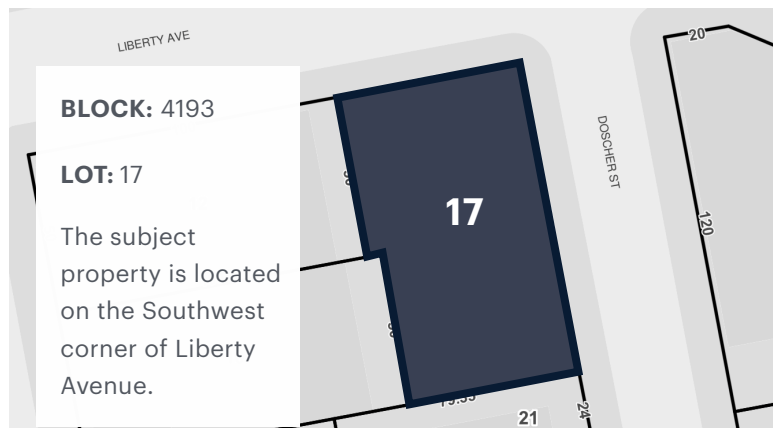 LIBERTY AVE
20
BLOCK: 4193
LOT: 17
The subject
property is located
on the Southwest
corner of Liberty
Avenue.
DOSCHER ST
17
120
21
24